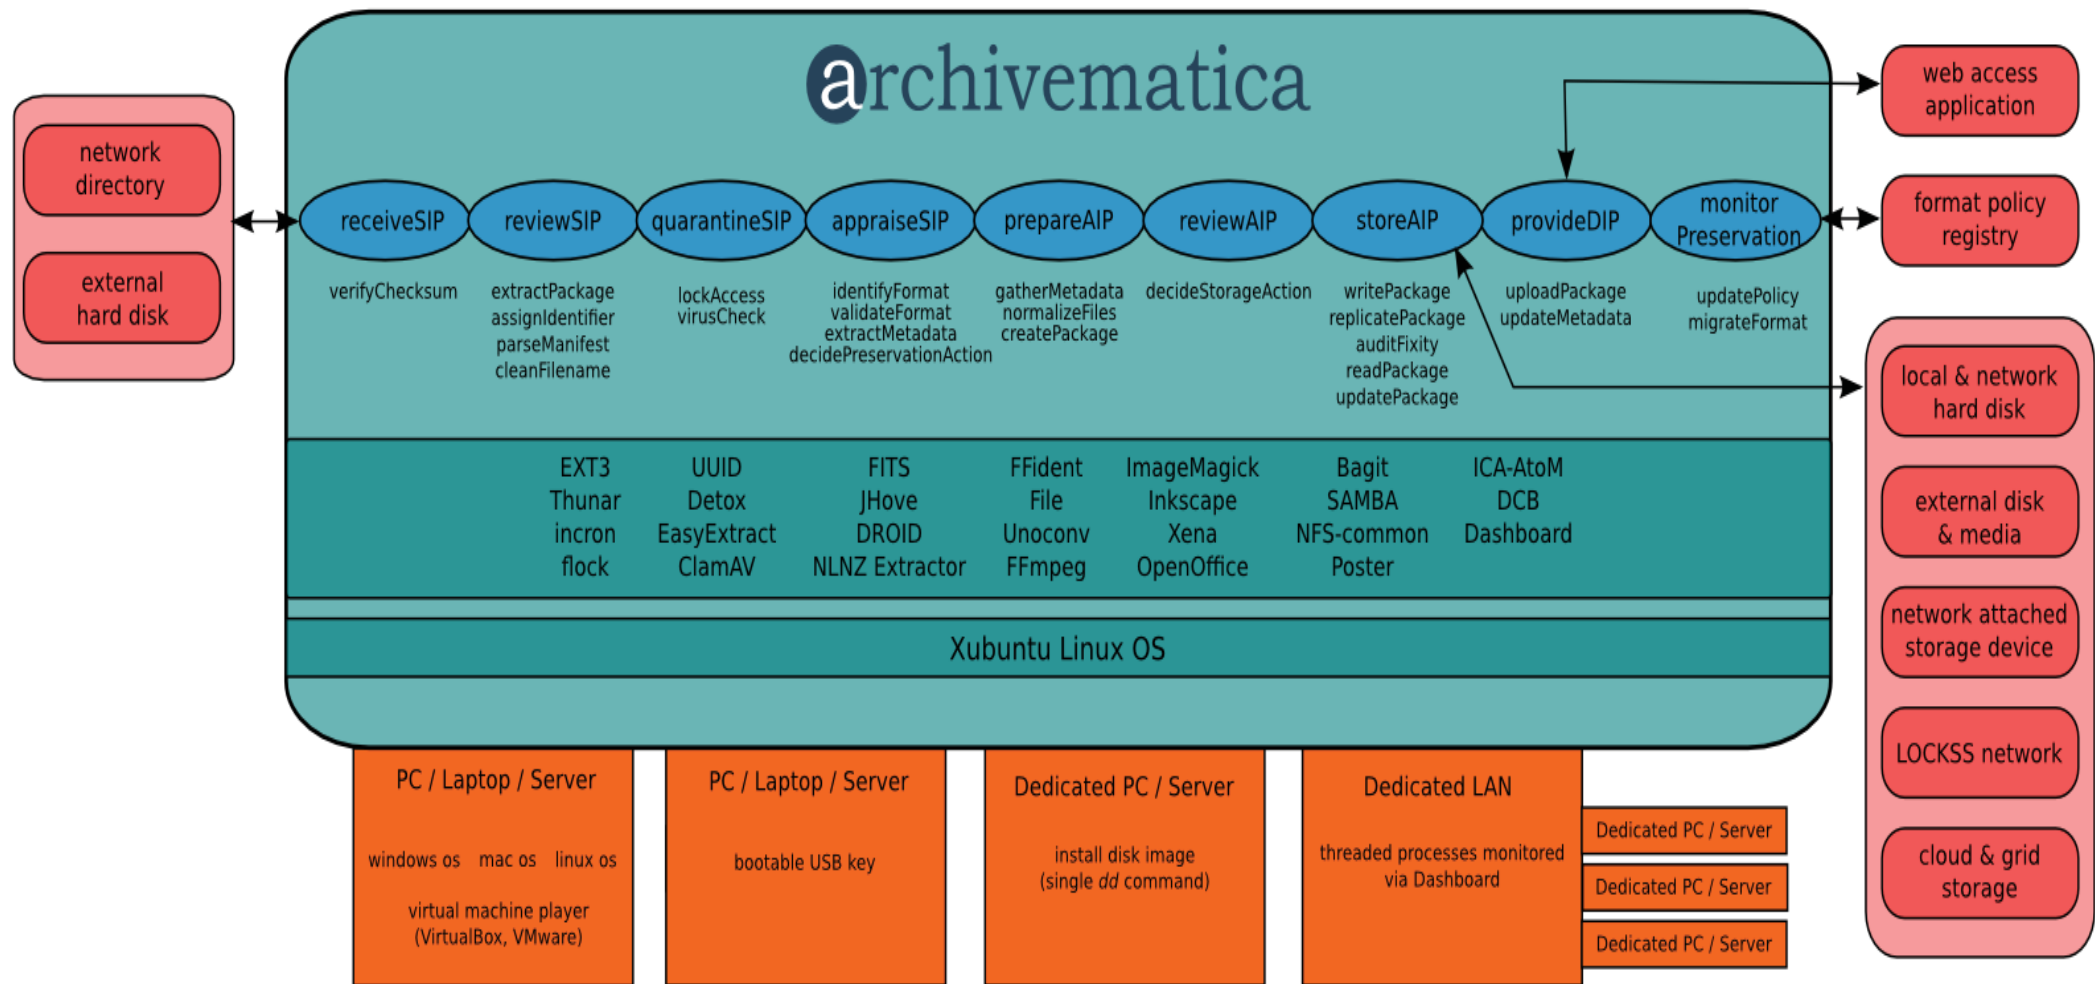 archivematica
network
directory
external
hard disk
receiveSIP
verifyChecksum
reviewSIP
extractPackage
assignIdentifier
parseManifest
cleanFilename
quarantineSIP
lockAccess
virusCheck
appraiseSIP
identifyFormat
validateFormat
extractMetadata
decidePreservationAction
prepareAIP
gatherMetadata
normalizeFiles
createPackage
reviewAIP
decideStorageAction
storeAIP
writePackage
replicatePackage
auditFixity
readPackage
updatePackage
provideDIP
uploadPackage
updateMetadata
monitor
Preservation
updatePolicy
migrateFormat
web access
application
format policy
registry
local & network
hard disk
external disk
& media
network attached
storage device
LOCKSS network
cloud & grid
storage
EXT3
Thunar
incron
flock
UUID
Detox
EasyExtract
ClamAV
FITS
JHove
DROID
NLNZ Extractor
FFident
File
Unoconv
FFmpeg
ImageMagick
Inkscape
Xena
OpenOffice
Bagit
SAMBA
NFS-common
Poster
ICA-AtoM
DCB
Dashboard
Xubuntu Linux OS
PC / Laptop / Server
windows os mac os linux os
virtual machine player
(VirtualBox, VMware)
PC / Laptop / Server
bootable USB key
Dedicated PC / Server
install disk image
(single dd command)
Dedicated LAN
threaded processes monitored
via Dashboard
Dedicated PC / Server
Dedicated PC / Server
Dedicated PC / Server